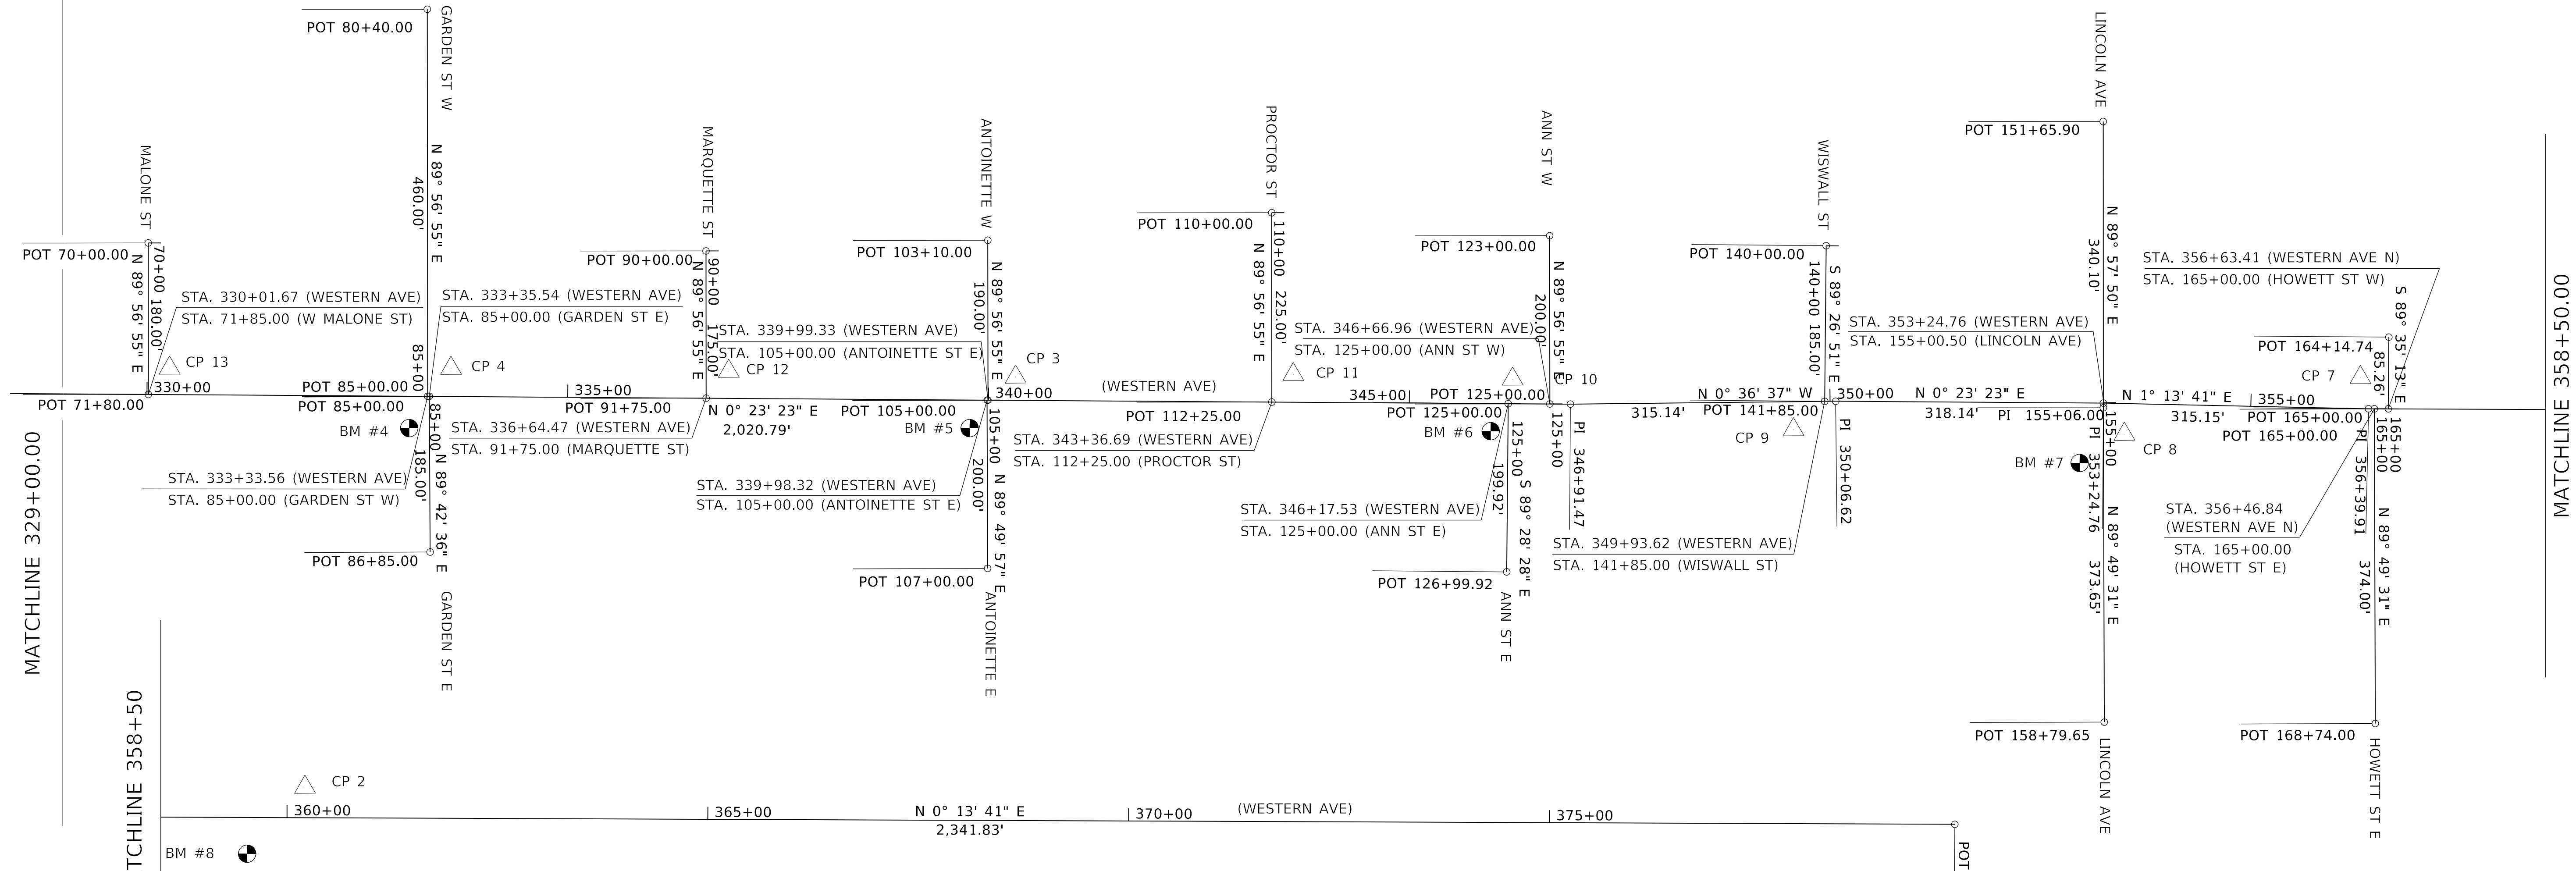 MATCHLINE 329+00.00
MALONE ST
POT 70+00.00
70+00
180.00'
N 89° 56' 55" E
STA. 330+01.67 (WESTERN AVE)
STA. 71+85.00 (W MALONE ST)
CP 13
330+00
POT 71+80.00
POT 80+40.00
GARDEN ST W
N 89° 56' 55" E
460.00'
STA. 333+35.54 (WESTERN AVE)
STA. 85+00.00 (GARDEN ST E)
CP 4
85+00
POT 85+00.00
POT 85+00.00
BM #4
85+00
185.00'
N 89° 42' 36" E
STA. 333+33.56 (WESTERN AVE)
STA. 85+00.00 (GARDEN ST W)
POT 86+85.00
GARDEN ST E
335+00
MARQUETTE ST
POT 90+00.00
90+00
175.00'
N 89° 56' 55" E
CP 12
POT 91+75.00
N 0° 23' 23" E
2,020.79'
STA. 336+64.47 (WESTERN AVE)
STA. 91+75.00 (MARQUETTE ST)
ANTOINETTE W
POT 103+10.00
N 89° 56' 55" E
190.00'
STA. 339+99.33 (WESTERN AVE)
STA. 105+00.00 (ANTOINETTE ST E)
CP 3
340+00
POT 105+00.00
BM #5
105+00
200.00'
N 89° 49' 57" E
STA. 339+98.32 (WESTERN AVE)
STA. 105+00.00 (ANTOINETTE ST E)
POT 107+00.00
ANTOINETTE E
(WESTERN AVE)
PROCTOR ST
POT 110+00.00
110+00
225.00'
N 89° 56' 55" E
CP 11
POT 112+25.00
STA. 343+36.69 (WESTERN AVE)
STA. 112+25.00 (PROCTOR ST)
345+00
ANN ST W
POT 123+00.00
N 89° 56' 55" E
200.00'
STA. 346+66.96 (WESTERN AVE)
STA. 125+00.00 (ANN ST W)
CP 10
POT 125+00.00
POT 125+00.00
BM #6
125+00
125+00
199.92'
S 89° 28' 28" E
PI 346+91.47
STA. 346+17.53 (WESTERN AVE)
STA. 125+00.00 (ANN ST E)
POT 126+99.92
ANN ST E
WISWALL ST
POT 140+00.00
140+00
185.00'
S 89° 26' 51" E
N 0° 36' 37" W
315.14'
POT 141+85.00
350+00
CP 9
PI 350+06.62
STA. 349+93.62 (WESTERN AVE)
STA. 141+85.00 (WISWALL ST)
LINCOLN AVE
POT 151+65.90
N 89° 57' 50" E
340.10'
STA. 353+24.76 (WESTERN AVE)
STA. 155+00.50 (LINCOLN AVE)
N 0° 23' 23" E
318.14'
PI 155+06.00
155+00
PI 353+24.76
BM #7
CP 8
373.65'
N 89° 49' 31" E
POT 158+79.65
LINCOLN AVE
N 1° 13' 41" E
315.15'
355+00
STA. 356+63.41 (WESTERN AVE N)
STA. 165+00.00 (HOWETT ST W)
S 89° 35' 13" E
85.26'
POT 164+14.74
CP 7
POT 165+00.00
POT 165+00.00
165+00
165+00
PI 356+39.91
STA. 356+46.84
(WESTERN AVE N)
STA. 165+00.00
(HOWETT ST E)
374.00'
N 89° 49' 31" E
POT 168+74.00
HOWETT ST E
MATCHLINE 358+50.00
TCHLINE 358+50
CP 2
360+00
365+00
N 0° 13' 41" E
2,341.83'
370+00
(WESTERN AVE)
375+00
POT
BM #8